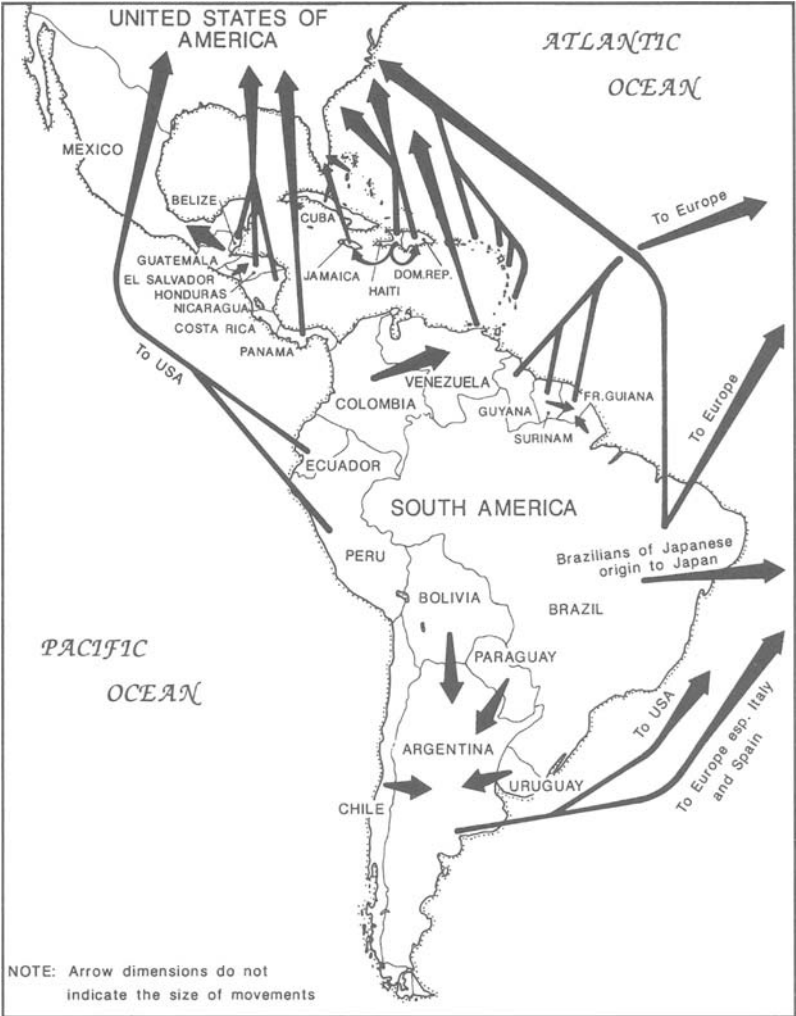 UNITED STATES OF
AMERICA
ATLANTIC
OCEAN
MEXICO
BELIZE
CUBA
To Europe
GUATEMALA
JAMAICA
DOM.REP.
EL SALVADOR
HAITI
HONDURAS
NICARAGUA
COSTA RICA
PANAMA
To USA
VENEZUELA
COLOMBIA
GUYANA
FR.GUIANA
SURINAM
To Europe
ECUADOR
SOUTH AMERICA
PERU
Brazilians of Japanese
origin to Japan
BOLIVIA
BRAZIL
PACIFIC
OCEAN
PARAGUAY
To USA
To Europe esp. Italy
and Spain
ARGENTINA
URUGUAY
CHILE
NOTE: Arrow dimensions do not
indicate the size of movements